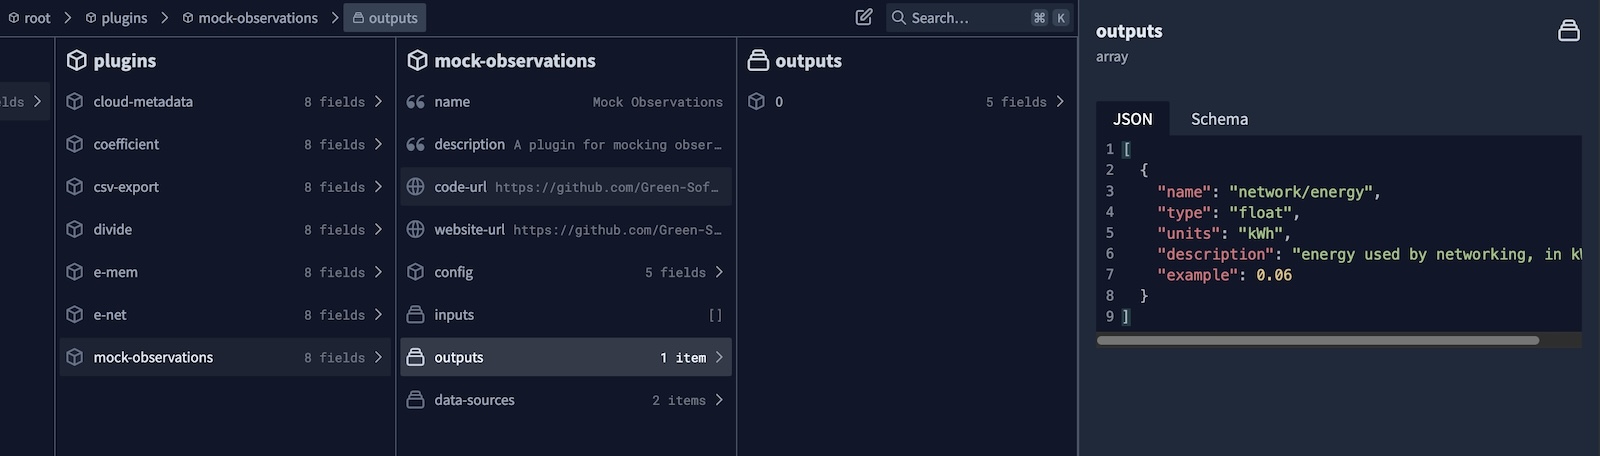 root > plugins > mock-observations > outputs
Search... ⌘ K
lds >
plugins
cloud-metadata 8 fields >
coefficient 8 fields >
csv-export 8 fields >
divide 8 fields >
e-mem 8 fields >
e-net 8 fields >
mock-observations 8 fields >
mock-observations
name Mock Observations
description A plugin for mocking obser…
code-url https://github.com/Green-Sof…
website-url https://github.com/Green-S…
config 5 fields >
inputs []
outputs 1 item >
data-sources 2 items >
outputs
0 5 fields >
outputs
array
JSON Schema
1 [
2 {
3 "name": "network/energy",
4 "type": "float",
5 "units": "kWh",
6 "description": "energy used by networking, in k
7 "example": 0.06
8 }
9 ]